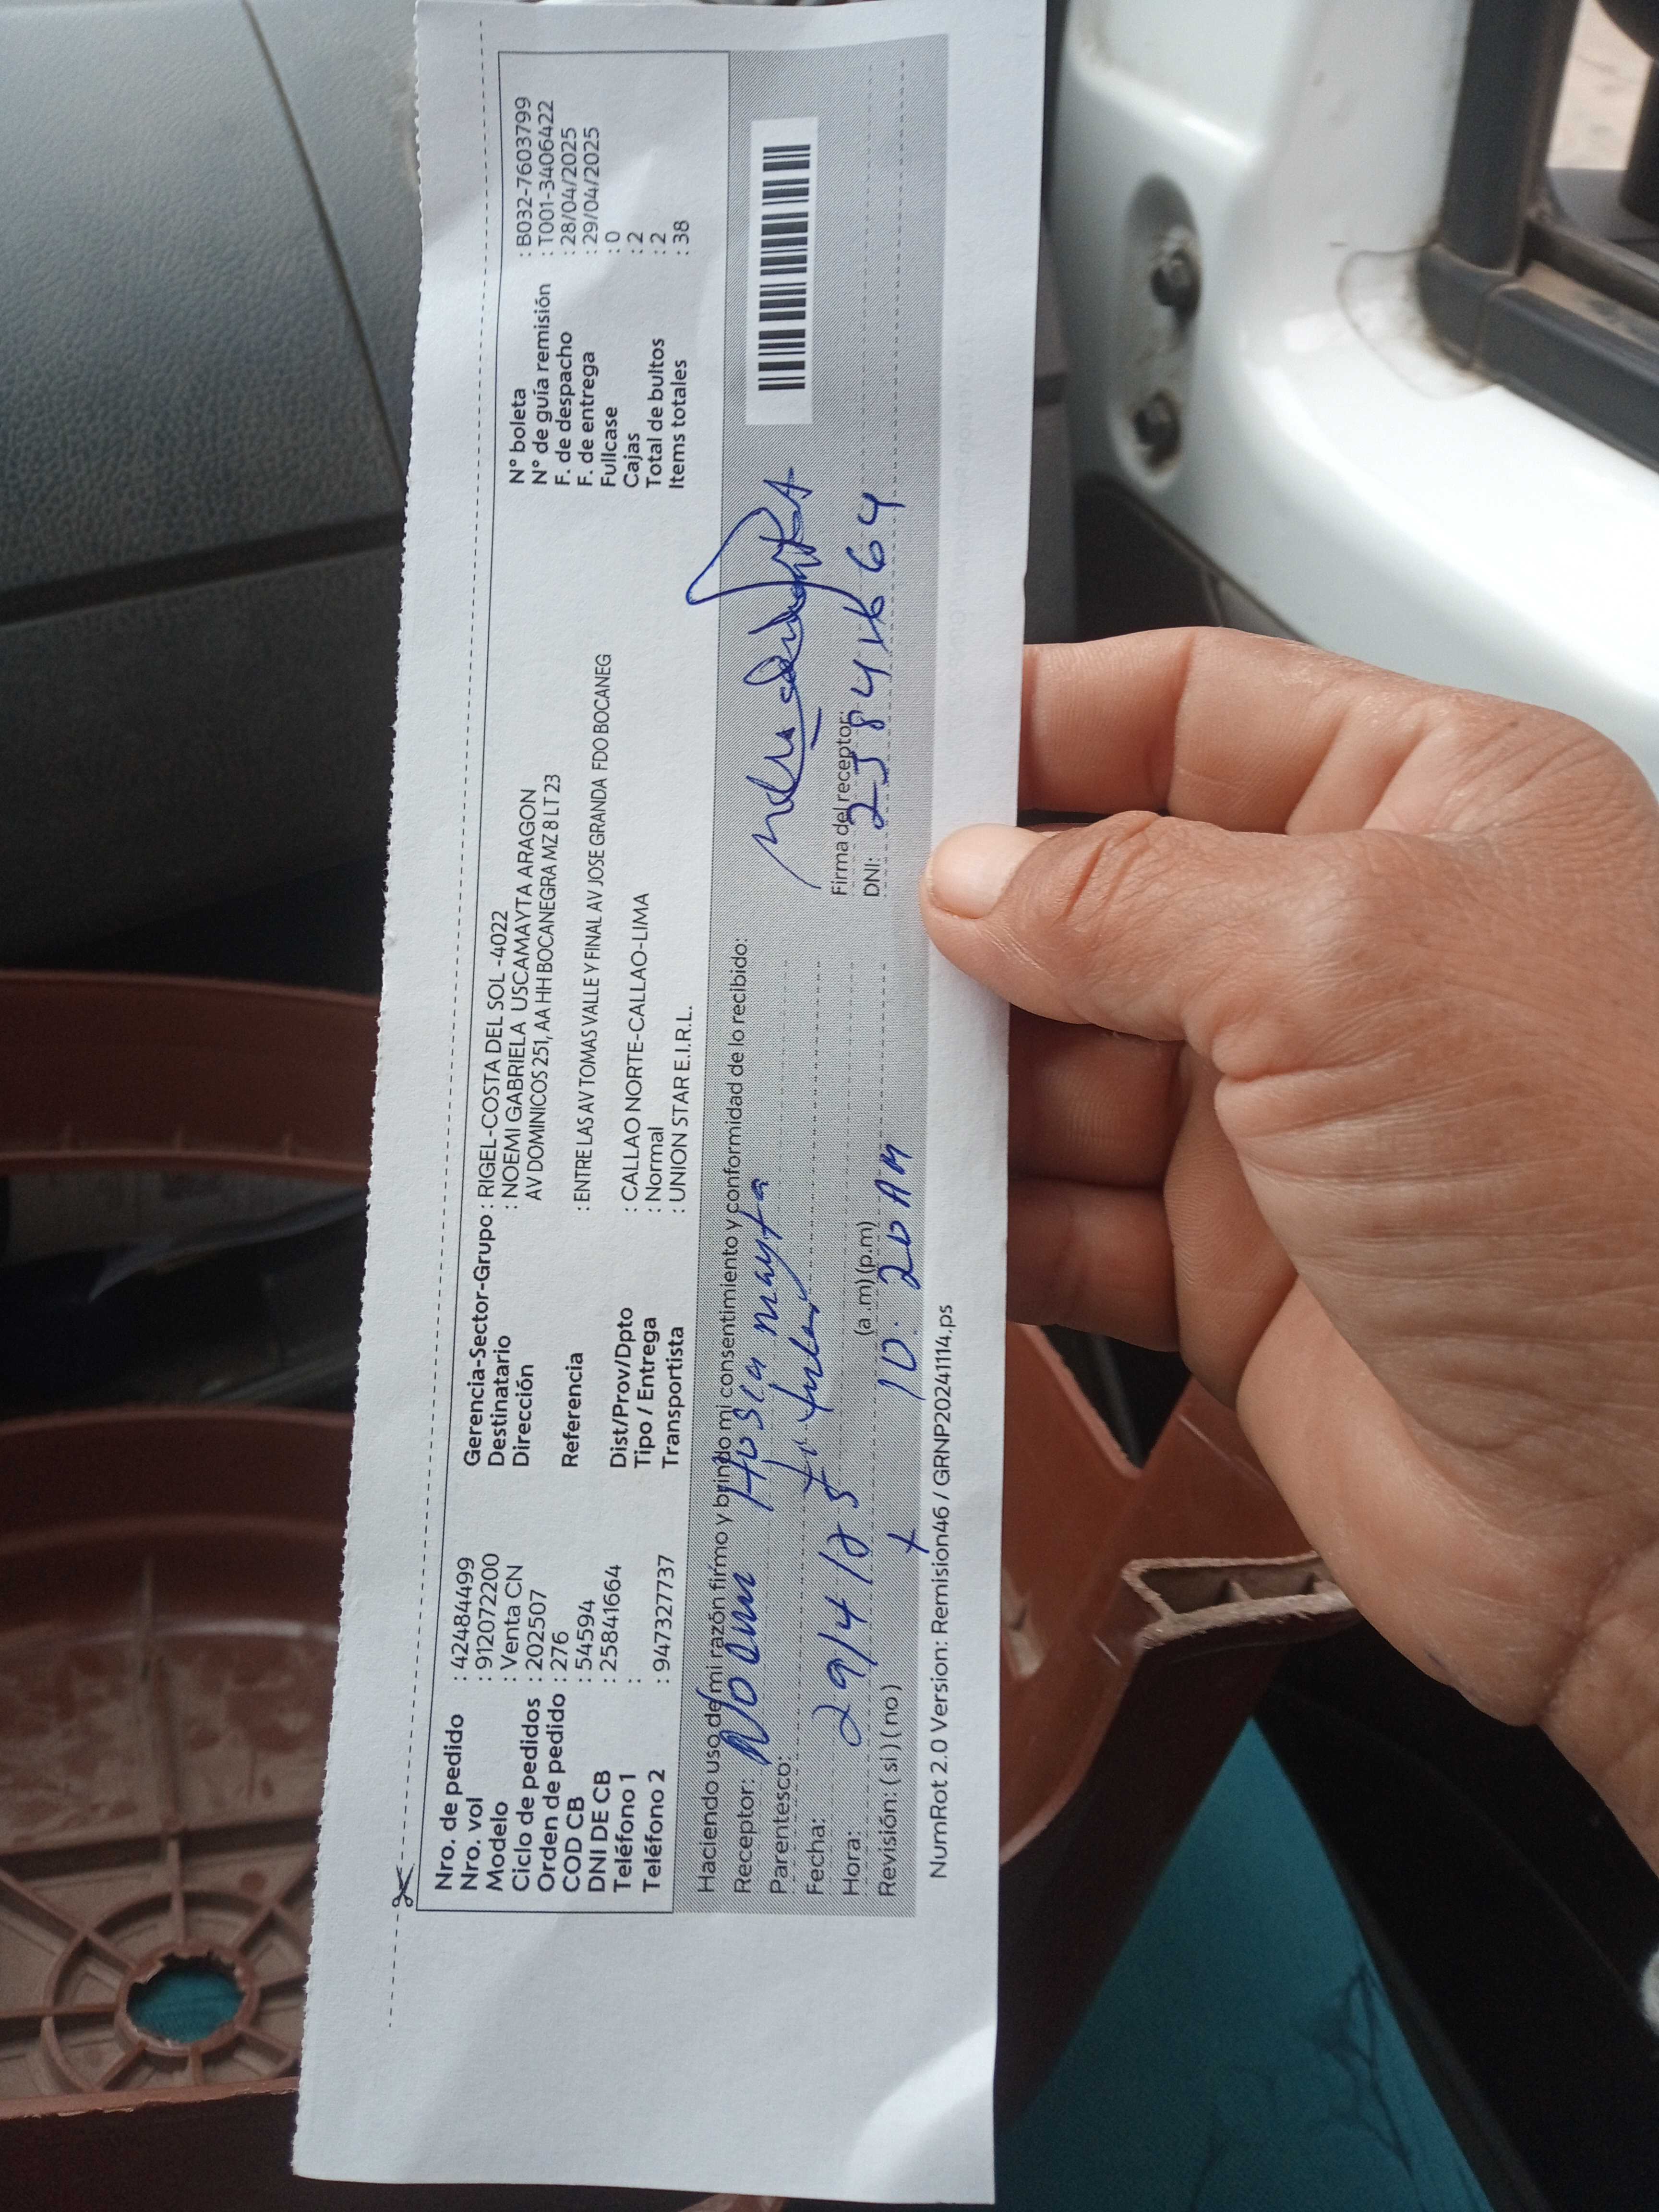 Nro. de pedido : 42484499
Nro. vol : 912072200
Modelo : Venta CN
Ciclo de pedidos : 202507
Orden de pedido : 276
COD CB : 54594
DNI DE CB : 25841664
Teléfono 1 :
Teléfono 2 : 947327737
Gerencia-Sector-Grupo : RIGEL-COSTA DEL SOL -4022
Destinatario : NOEMI GABRIELA USCAMAYTA ARAGON
Dirección AV DOMINICOS 251, AA HH BOCANEGRA MZ 8 LT 23
Referencia : ENTRE LAS AV TOMAS VALLE Y FINAL AV JOSE GRANDA FDO BOCANEG
Dist/Prov/Dpto : CALLAO NORTE-CALLAO-LIMA
Tipo / Entrega : Normal
Transportista : UNION STAR E.I.R.L.
N° boleta : B032-7603799
N° de guía remisión : T001-3406422
F. de despacho : 28/04/2025
F. de entrega : 29/04/2025
Fullcase : 0
Cajas : 2
Total de bultos : 2
Items totales : 38
Haciendo uso de mi razón firmo y brindo mi consentimiento y conformidad de lo recibido:
Receptor: mayta
Parentesco:
Fecha: 29/4/25
Hora: (a .m) (p.m) 10. 20 AM
Revisión: ( si ) ( no )
Firma del receptor:
DNI: 25841664
NumRot 2.0 Version: Remision46 / GRNP20241114.ps